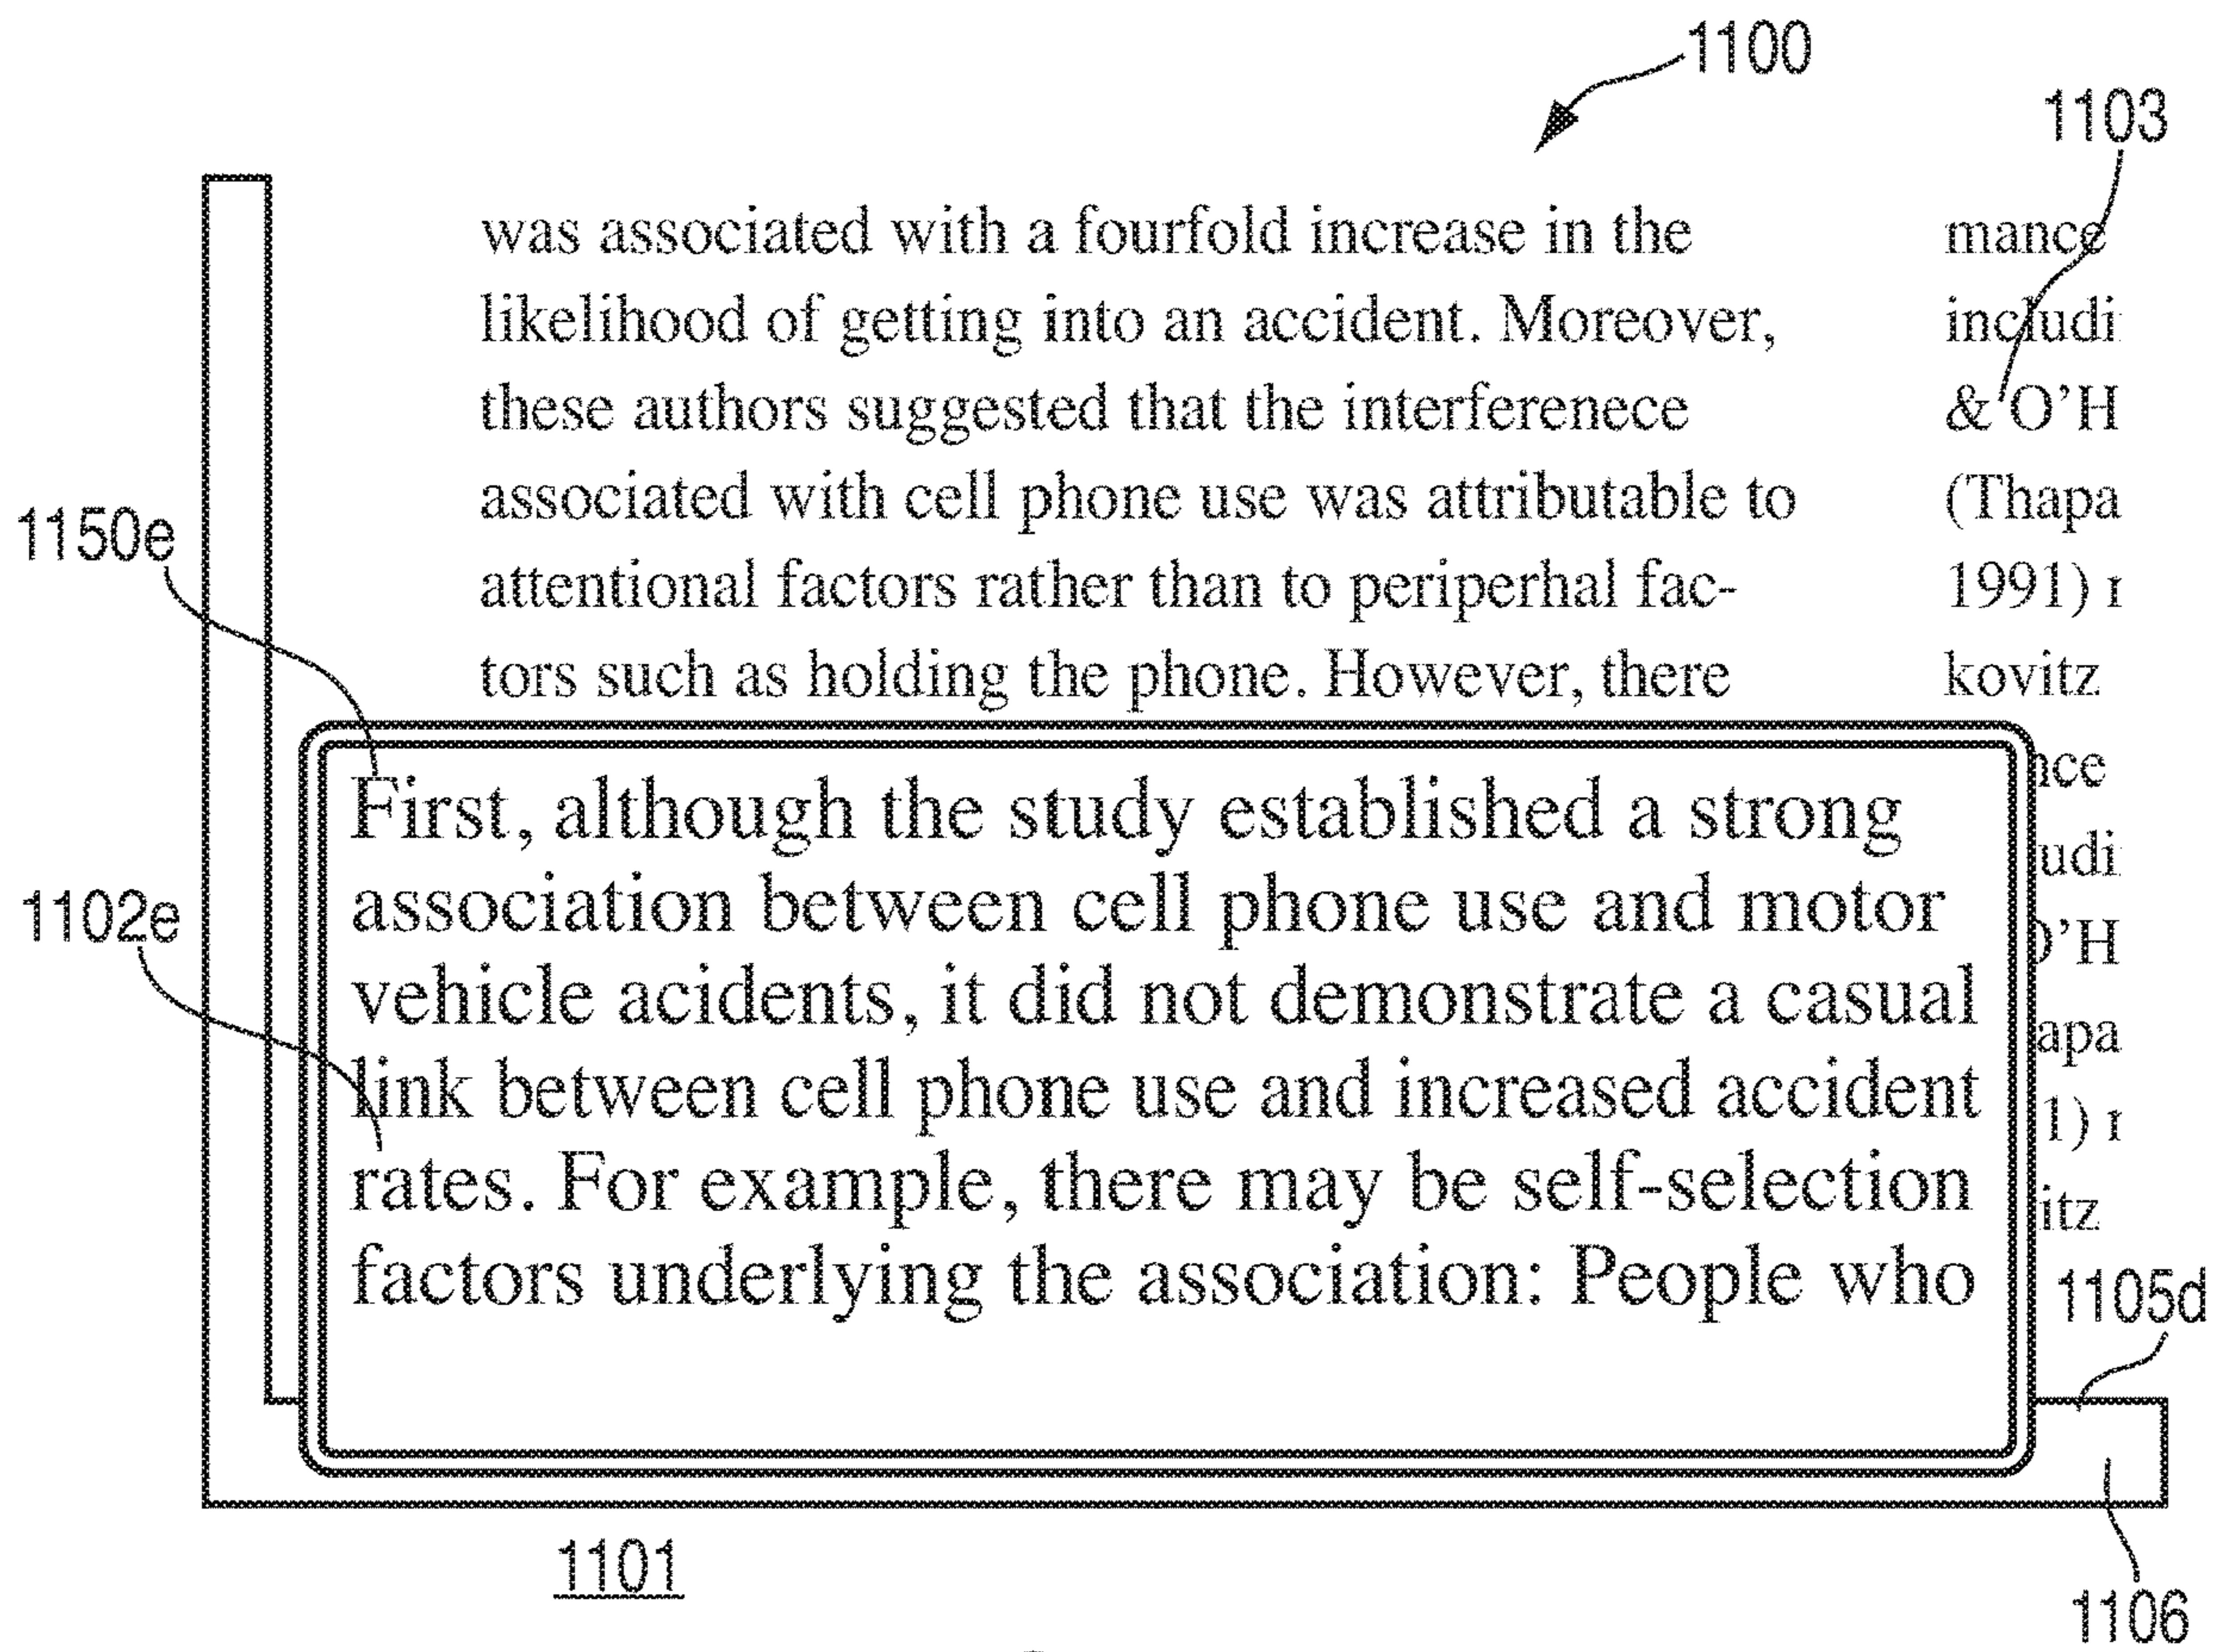 1100
1103
was associated with a fourfold increase in the
likelihood of getting into an accident. Moreover,
these authors suggested that the interferenece
associated with cell phone use was attributable to
attentional factors rather than to periperhal fac-
tors such as holding the phone. However, there
mance
includi
& O'H
(Thapa
1991) r
kovitz
1150e
1102e
First, although the study established a strong
association between cell phone use and motor
vehicle acidents, it did not demonstrate a casual
link between cell phone use and increased accident
rates. For example, there may be self-selection
factors underlying the association: People who
nce
udi
O'H
apa
1) r
itz
1105d
1101
1106